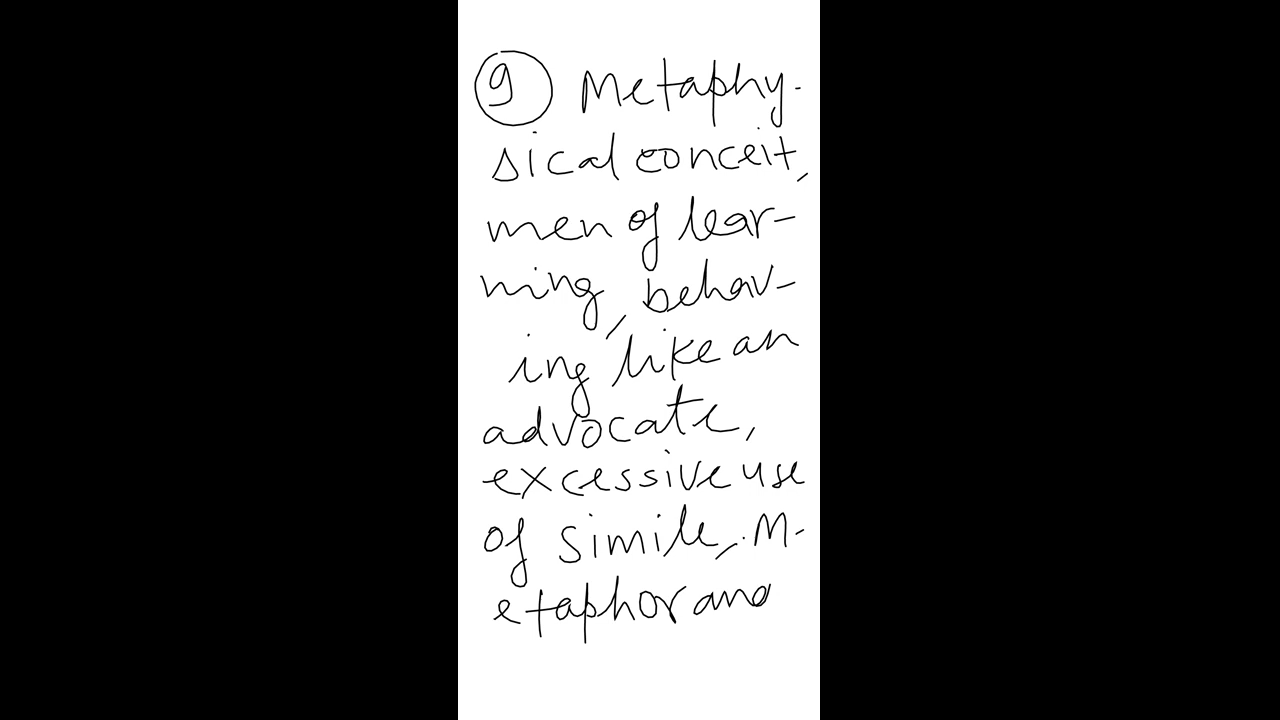 9 Metaphy-
sical conceit,
men of lear-
ning, behav-
ing like an
advocate,
excessive use
of simile, M-
etaphor and